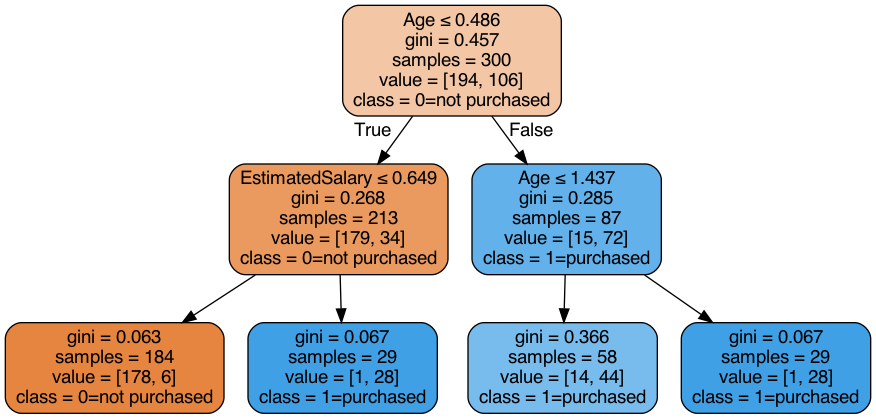 Age ≤ 0.486
gini = 0.457
samples = 300
value = [194, 106]
class = 0=not purchased
True
False
EstimatedSalary ≤ 0.649
gini = 0.268
samples = 213
value = [179, 34]
class = 0=not purchased
Age ≤ 1.437
gini = 0.285
samples = 87
value = [15, 72]
class = 1=purchased
gini = 0.063
samples = 184
value = [178, 6]
class = 0=not purchased
gini = 0.067
samples = 29
value = [1, 28]
class = 1=purchased
gini = 0.366
samples = 58
value = [14, 44]
class = 1=purchased
gini = 0.067
samples = 29
value = [1, 28]
class = 1=purchased